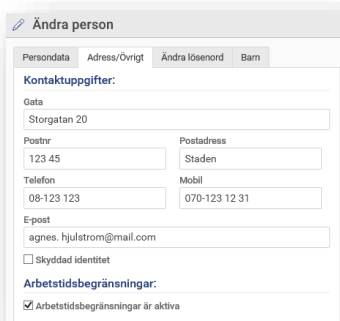 Ändra person
Persondata Adress/Övrigt Ändra lösenord Barn
Kontaktuppgifter:
Gata
Storgatan 20
Postnr Postadress
123 45 Staden
Telefon Mobil
08-123 123 070-123 12 31
E-post
agnes. hjulstrom@mail.com
Skyddad identitet
Arbetstidsbegränsningar:
Arbetstidsbegränsningar är aktiva